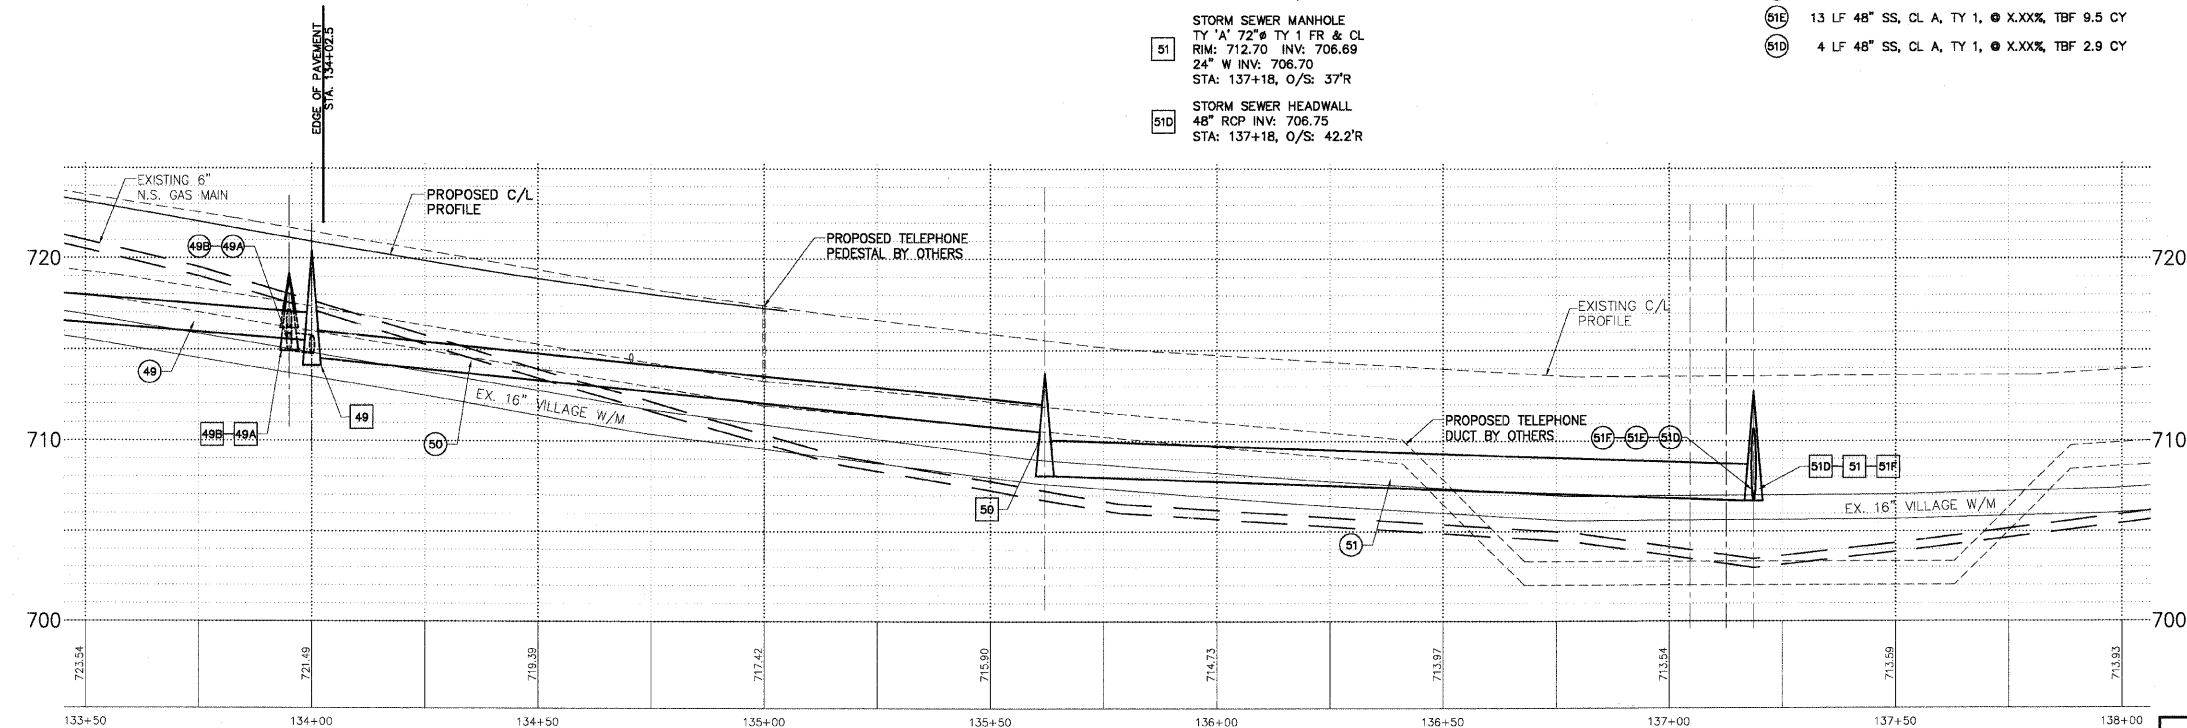 51E 13 LF 48" SS, CL A, TY 1, @ X.XX%, TBF 9.5 CY
51D 4 LF 48" SS, CL A, TY 1, @ X.XX%, TBF 2.9 CY
51
STORM SEWER MANHOLE
TY 'A' 72"ø TY 1 FR & CL
RIM: 712.70 INV: 706.69
24" W INV: 706.70
STA: 137+18, O/S: 37'R
51D
STORM SEWER HEADWALL
48" RCP INV: 706.75
STA: 137+18, O/S: 42.2'R
EDGE OF PAVEMENT
STA. 134+02.5
EXISTING 6"
N.S. GAS MAIN
PROPOSED C/L
PROFILE
49B 49A
PROPOSED TELEPHONE
PEDESTAL BY OTHERS
EXISTING C/L
PROFILE
720
720
49
49B 49A
49
50
EX. 16" VILLAGE W/M
PROPOSED TELEPHONE
DUCT BY OTHERS
51F 51E 51D
51D 51 51F
710
710
50
51
EX. 16" VILLAGE W/M
700
700
723.54
721.49
719.39
717.42
715.90
714.73
713.97
713.54
713.59
713.93
133+50
134+00
134+50
135+00
135+50
136+00
136+50
137+00
137+50
138+00